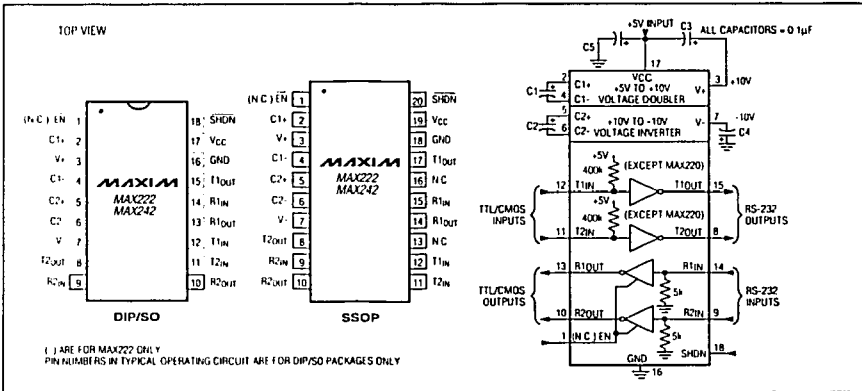 TOP VIEW
(N C ) EN 1
C1+ 2
V+ 3
C1- 4
C2+ 5
C2- 6
V- 7
T2OUT 8
R2IN 9
18 SHDN
17 VCC
16 GND
15 T1OUT
14 R1IN
13 R1OUT
12 T1IN
11 T2IN
10 R2OUT
MAXIM
MAX222
MAX242
DIP/SO
(N C ) EN 1
C1+ 2
V+ 3
C1- 4
C2+ 5
C2- 6
V- 7
T2OUT 8
R2IN 9
R2OUT 10
20 SHDN
19 VCC
18 GND
17 T1OUT
16 N C
15 R1IN
14 R1OUT
13 N C
12 T1IN
11 T2IN
MAXIM
MAX222
MAX242
SSOP
( ) ARE FOR MAX222 ONLY
PIN NUMBERS IN TYPICAL OPERATING CIRCUIT ARE FOR DIP/SO PACKAGES ONLY
+5V INPUT
C3
ALL CAPACITORS = 0 1µF
C5
17
VCC
2 C1+ +5V TO +10V V+ 3 +10V
C1 4 C1- VOLTAGE DOUBLER
5 C2+ +10V TO -10V V- 7 -10V
C2 6 C2- VOLTAGE INVERTER C4
+5V
400k (EXCEPT MAX220)
12 T1IN T1OUT 15
TTL/CMOS INPUTS
RS-232 OUTPUTS
+5V
400k (EXCEPT MAX220)
11 T2IN T2OUT 8
13 R1OUT R1IN 14
5k
TTL/CMOS OUTPUTS
RS-232 INPUTS
10 R2OUT R2IN 9
5k
1 (N C ) EN
SHDN 18
GND
16